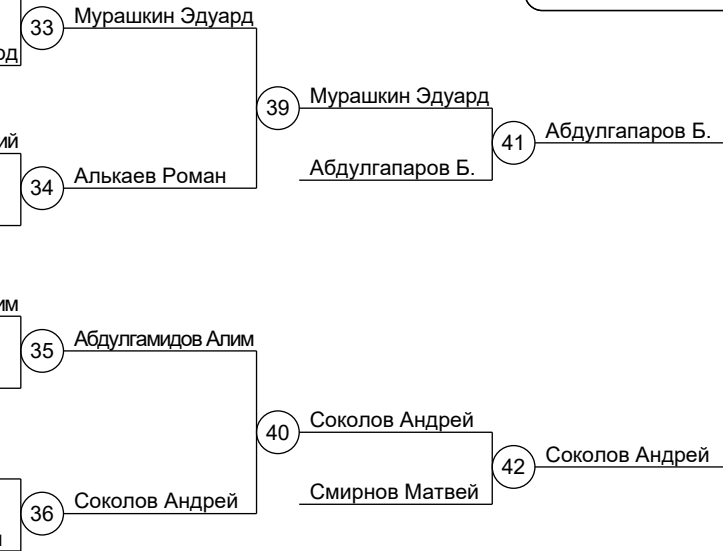 33
Мурашкин Эдуард
39
Мурашкин Эдуард
41
Абдулгапаров Б.
Абдулгапаров Б.
34
Алькаев Роман
35
Абдулгамидов Алим
40
Соколов Андрей
42
Соколов Андрей
Смирнов Матвей
36
Соколов Андрей